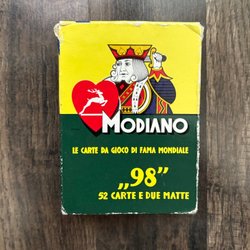 MODIANO
LE CARTE DA GIOCO DI FAMA MONDIALE
„98”
52 CARTE E DUE MATTE